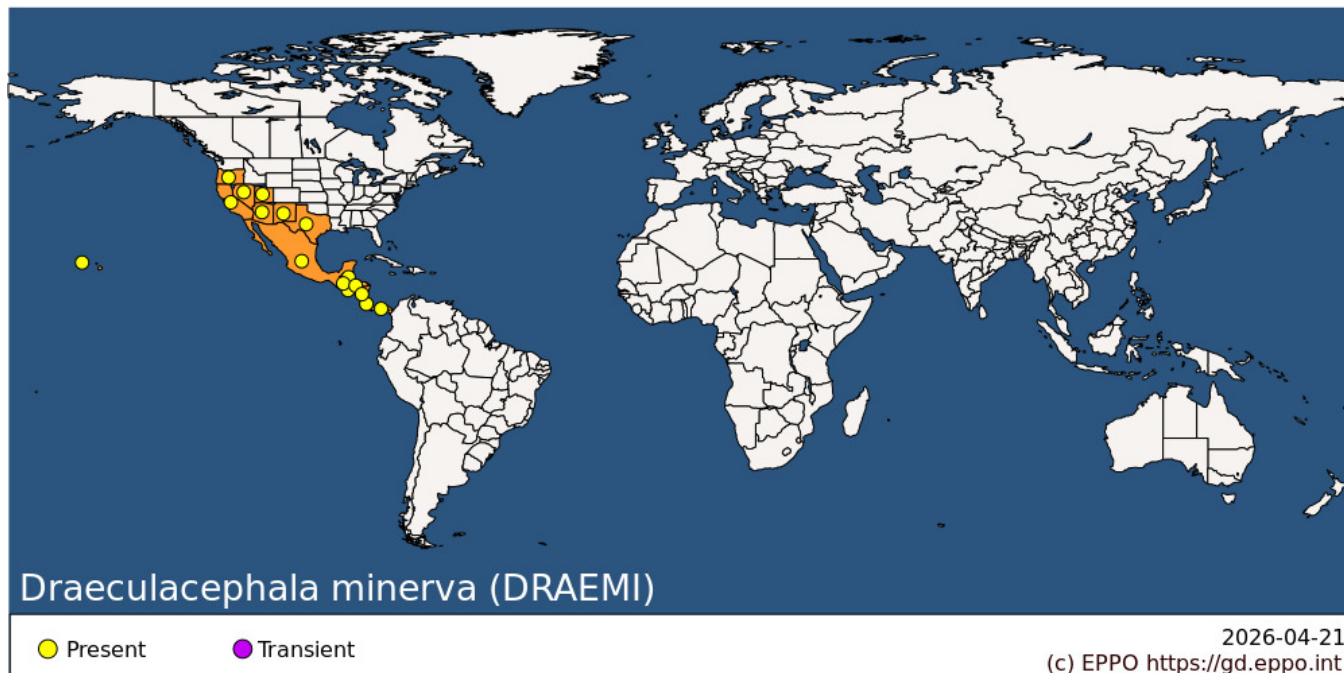 Draeculacephala minerva (DRAEMI)
Present
Transient
2026-04-21
(c) EPPO https://gd.eppo.int